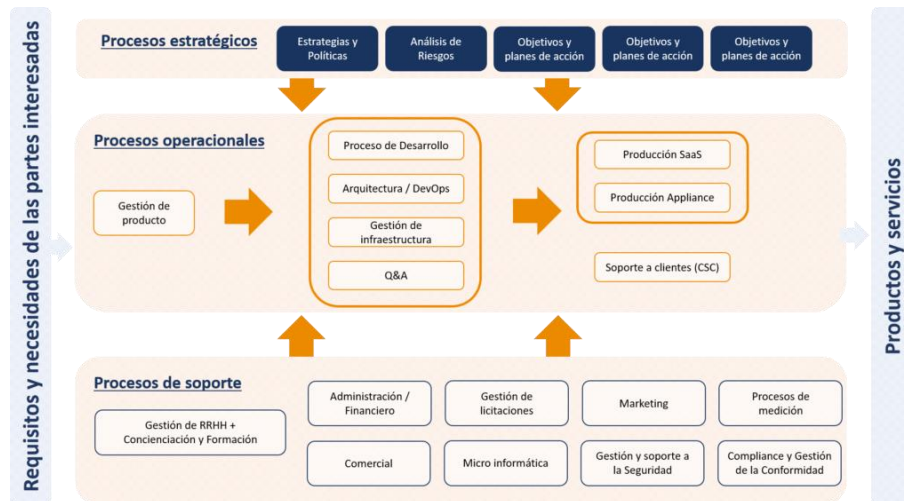 Requisitos y necesidades de las partes interesadas
Procesos estratégicos
Estrategias y
Políticas
Análisis de
Riesgos
Objetivos y
planes de acción
Objetivos y
planes de acción
Objetivos y
planes de acción
Procesos operacionales
Gestión de
producto
Proceso de Desarrollo
Arquitectura / DevOps
Gestión de
infraestructura
Q&A
Producción SaaS
Producción Appliance
Soporte a clientes (CSC)
Procesos de soporte
Gestión de RRHH +
Concienciación y Formación
Administración /
Financiero
Gestión de
licitaciones
Marketing
Procesos de
medición
Comercial
Micro informática
Gestión y soporte a
la Seguridad
Compliance y Gestión
de la Conformidad
Productos y servicios